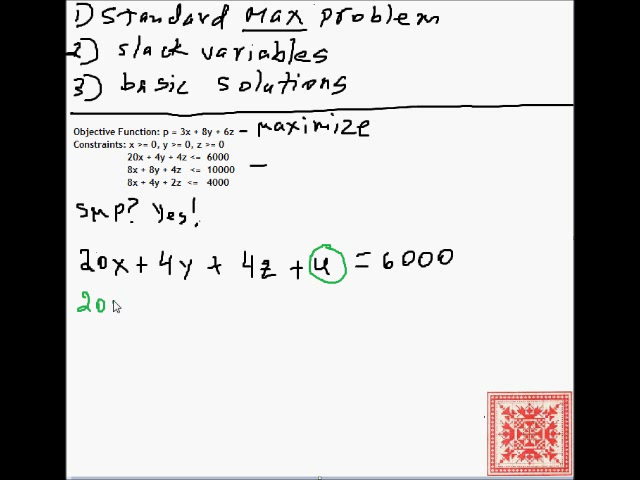 1) Standard Max problem
2) slack variables
3) basic solutions
Objective Function: p = 3x + 8y + 6z - maximize
Constraints: x >= 0, y >= 0, z >= 0
20x + 4y + 4z <= 6000
8x + 8y + 4z <= 10000 -
8x + 4y + 2z <= 4000
SMP? Yes!
20x + 4y + 4z + u = 6000
20